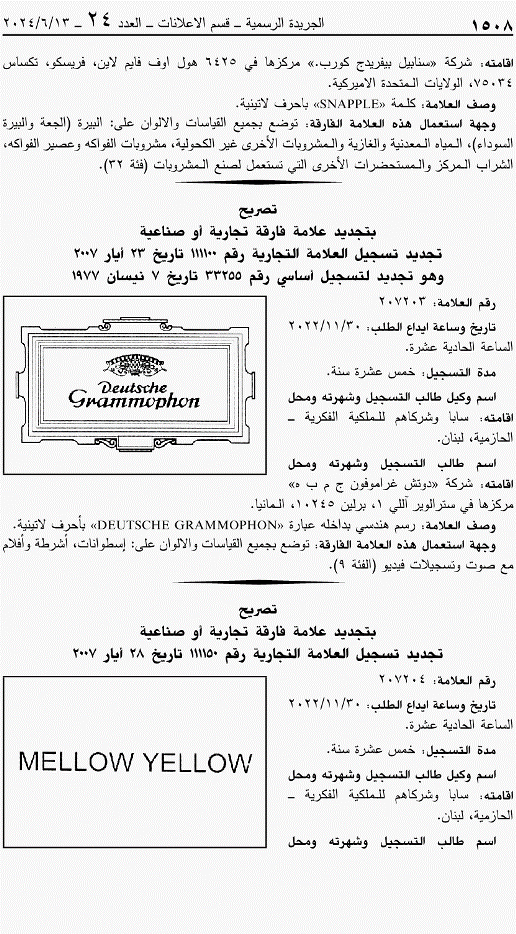 ١٥٠٨
الجريدة الرسمية ـ قسم الاعلانات ـ العدد ٢٤ ـ ٢٠٢٤/٦/١٣
اقامته: شركة «سنابيل بيفريدج كورب.» مركزها في ٦٤٢٥ هول اوف فايم لاين، فريسكو، تكساس
٧٥٠٣٤، الولايات المتحدة الاميركية.
وصف العلامة: كلمة «SNAPPLE» بأحرف لاتينية.
وجهة استعمال هذه العلامة الفارقة: توضع بجميع القياسات والالوان على: البيرة (الجعة والبيرة
السوداء)، المياه المعدنية والغازية والمشروبات الأخرى غير الكحولية، مشروبات الفواكه وعصير الفواكه،
الشراب المركز والمستحضرات الأخرى التي تستعمل لصنع المشروبات (فئة ٣٢).
تصريح
بتجديد علامة فارقة تجارية أو صناعية
تجديد تسجيل العلامة التجارية رقم ١١١١٠٠ تاريخ ٢٣ أيار ٢٠٠٧
وهو تجديد لتسجيل أساسي رقم ٣٣٢٥٥ تاريخ ٧ نيسان ١٩٧٧
رقم العلامة: ٢٠٧٢٠٣
تاريخ وساعة ايداع الطلب: ٢٠٢٢/١١/٣٠
الساعة الحادية عشرة.
مدة التسجيل: خمس عشرة سنة.
اسم وكيل طالب التسجيل وشهرته ومحل
اقامته: سابا وشركاهم للملكية الفكرية ـ
الحازمية، لبنان.
Deutsche
Grammophon
اسم طالب التسجيل وشهرته ومحل
اقامته: شركة «دوتش غراموفون ج م ب ه»
مركزها في سترالوير آللي ١، برلين ١٠٢٤٥، المانيا.
وصف العلامة: رسم هندسي بداخله عبارة «DEUTSCHE GRAMMOPHON» بأحرف لاتينية.
وجهة استعمال هذه العلامة الفارقة: توضع بجميع القياسات والالوان على: إسطوانات، أشرطة وأفلام
مع صوت وتسجيلات فيديو (الفئة ٩).
تصريح
بتجديد علامة فارقة تجارية أو صناعية
تجديد تسجيل العلامة التجارية رقم ١١١١٥٠ تاريخ ٢٨ أيار ٢٠٠٧
رقم العلامة: ٢٠٧٢٠٤
تاريخ وساعة ايداع الطلب: ٢٠٢٢/١١/٣٠
الساعة الحادية عشرة.
مدة التسجيل: خمس عشرة سنة.
اسم وكيل طالب التسجيل وشهرته ومحل
اقامته: سابا وشركاهم للملكية الفكرية ـ
الحازمية، لبنان.
MELLOW YELLOW
اسم طالب التسجيل وشهرته ومحل